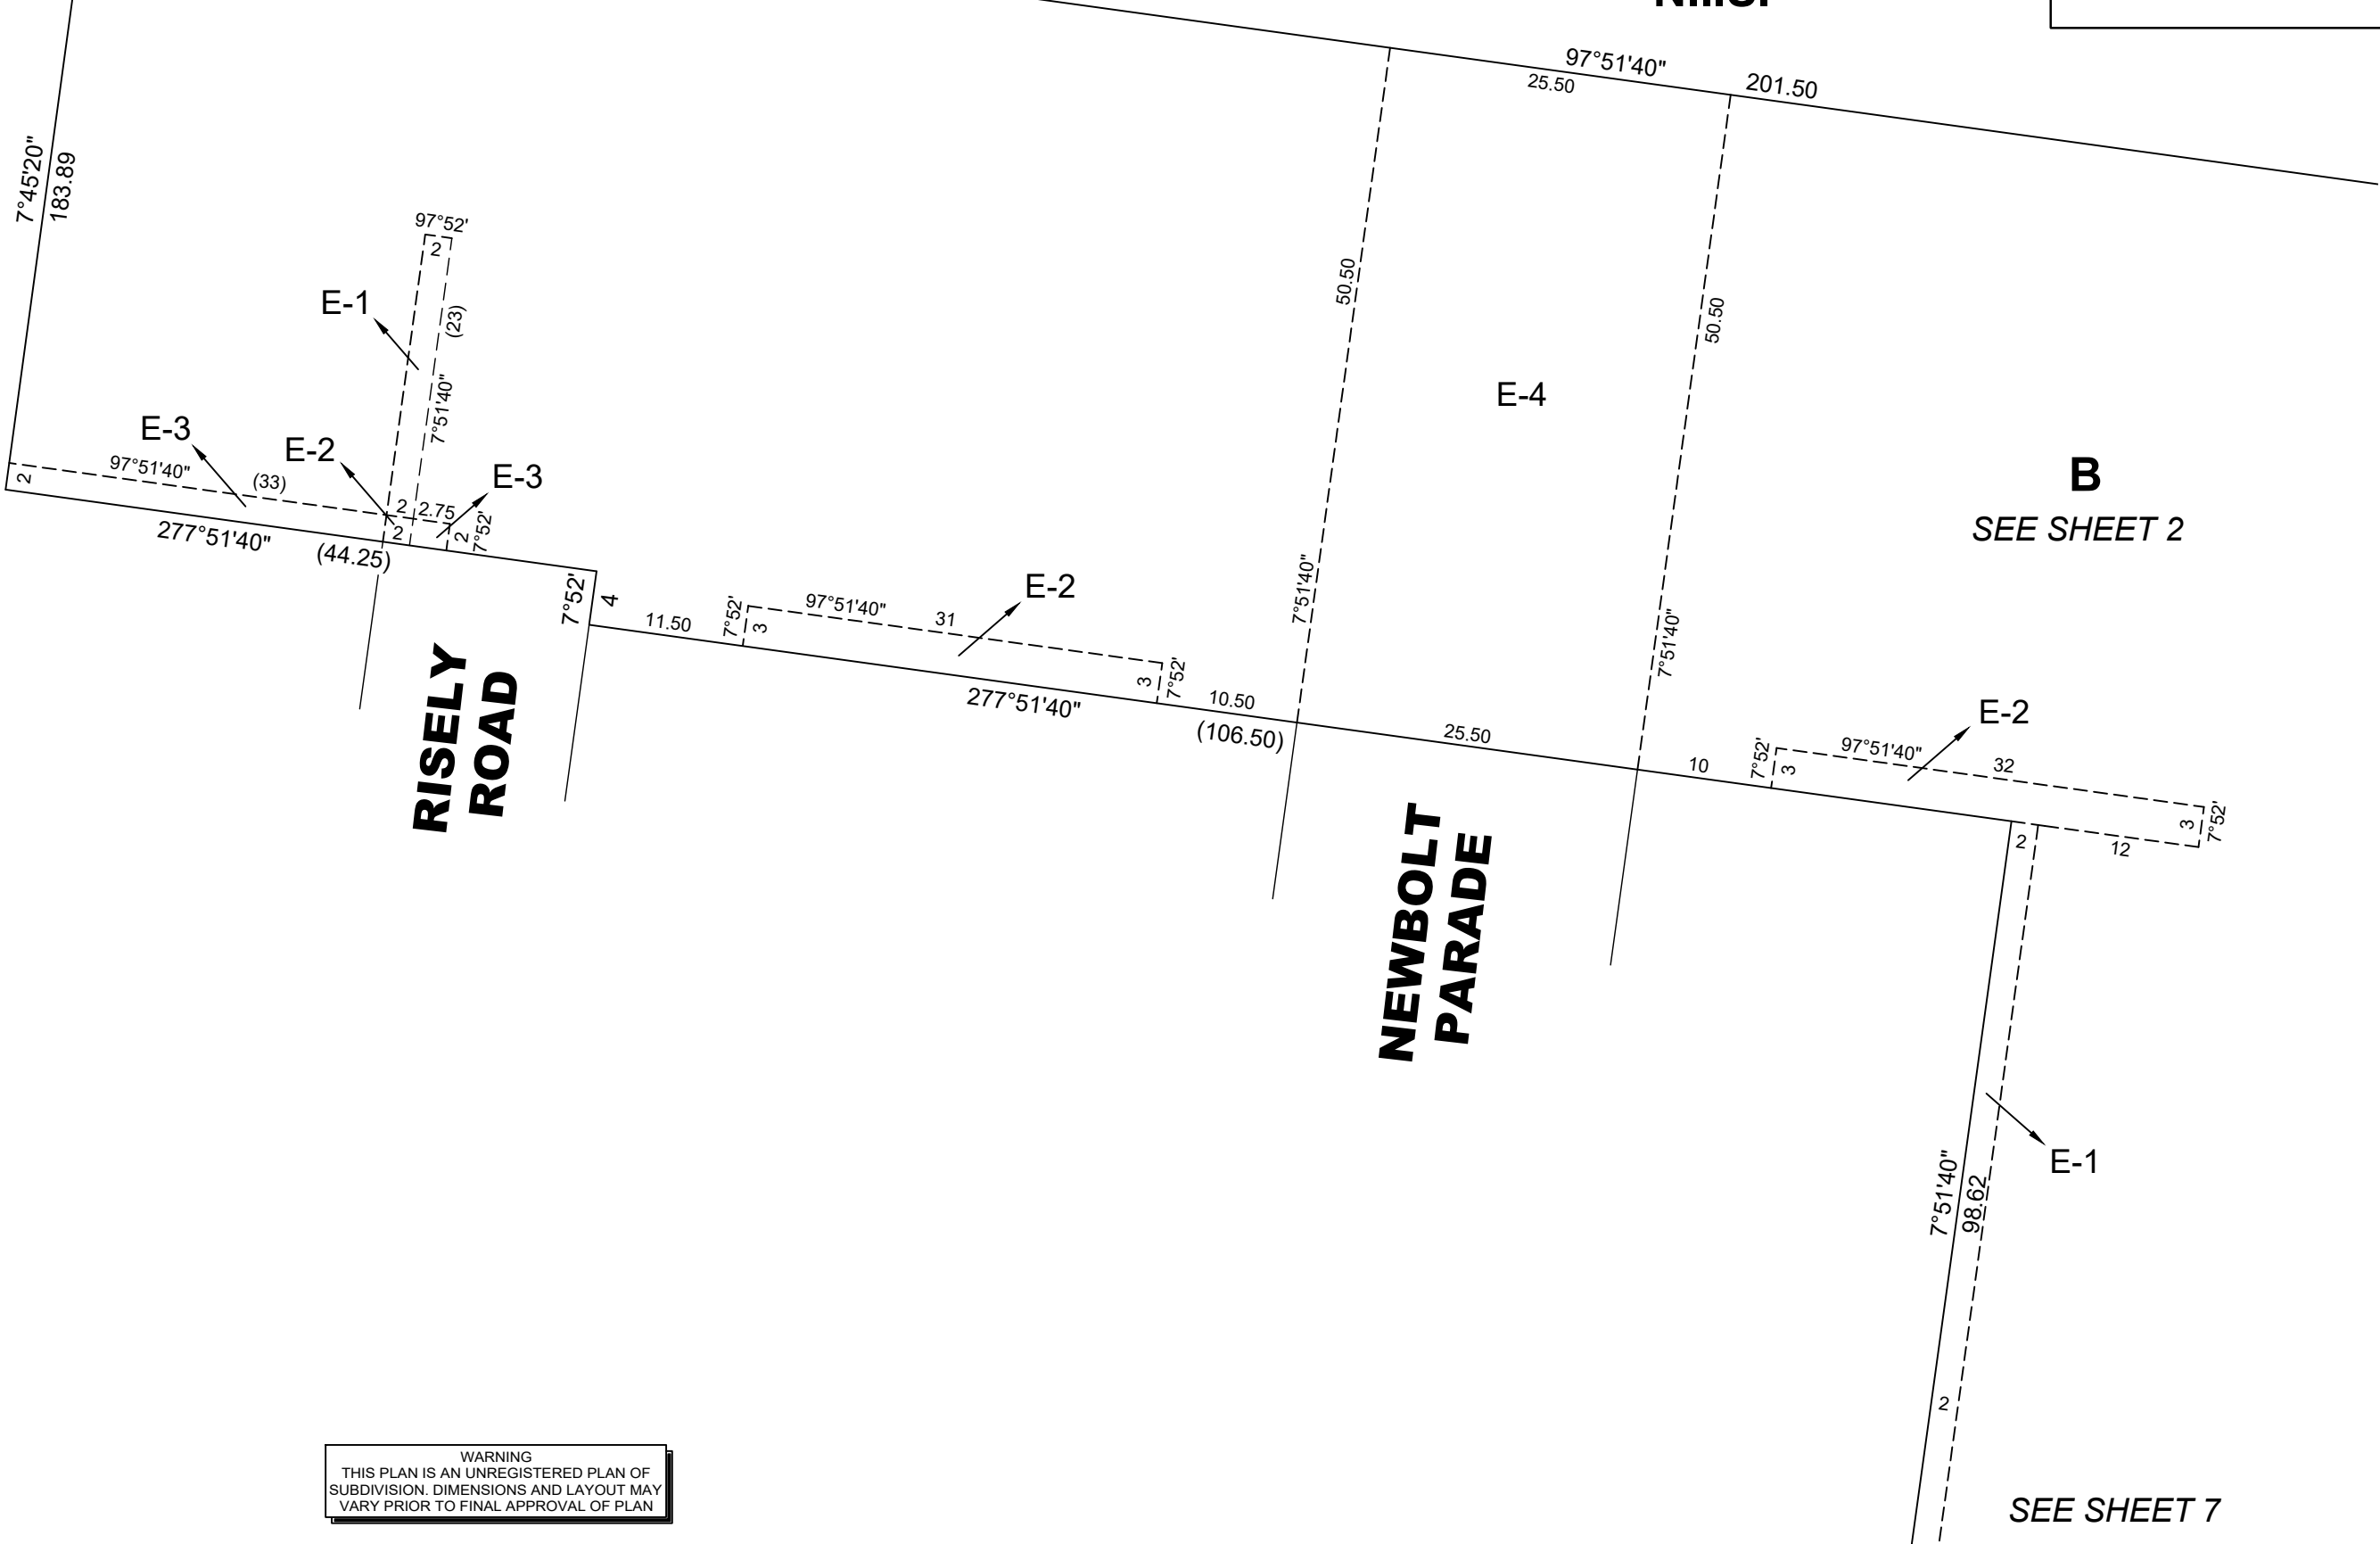 97°51'40"
25.50
201.50
7°45'20"
183.89
97°52'
2
E-1
(23)
7°51'40"
50.50
50.50
E-4
E-3
E-2
E-3
97°51'40"
(33)
2
2
2.75
2
2
7°52'
277°51'40"
(44.25)
B
SEE SHEET 2
7°52'
4
11.50
7°52'
3
97°51'40"
31
E-2
3
7°52'
277°51'40"
10.50
(106.50)
7°51'40"
25.50
7°51'40"
10
7°52'
3
97°51'40"
32
E-2
3
7°52'
2
12
RISELY
ROAD
NEWBOLT
PARADE
E-1
7°51'40"
98.62
2
WARNING
THIS PLAN IS AN UNREGISTERED PLAN OF
SUBDIVISION. DIMENSIONS AND LAYOUT MAY
VARY PRIOR TO FINAL APPROVAL OF PLAN
SEE SHEET 7